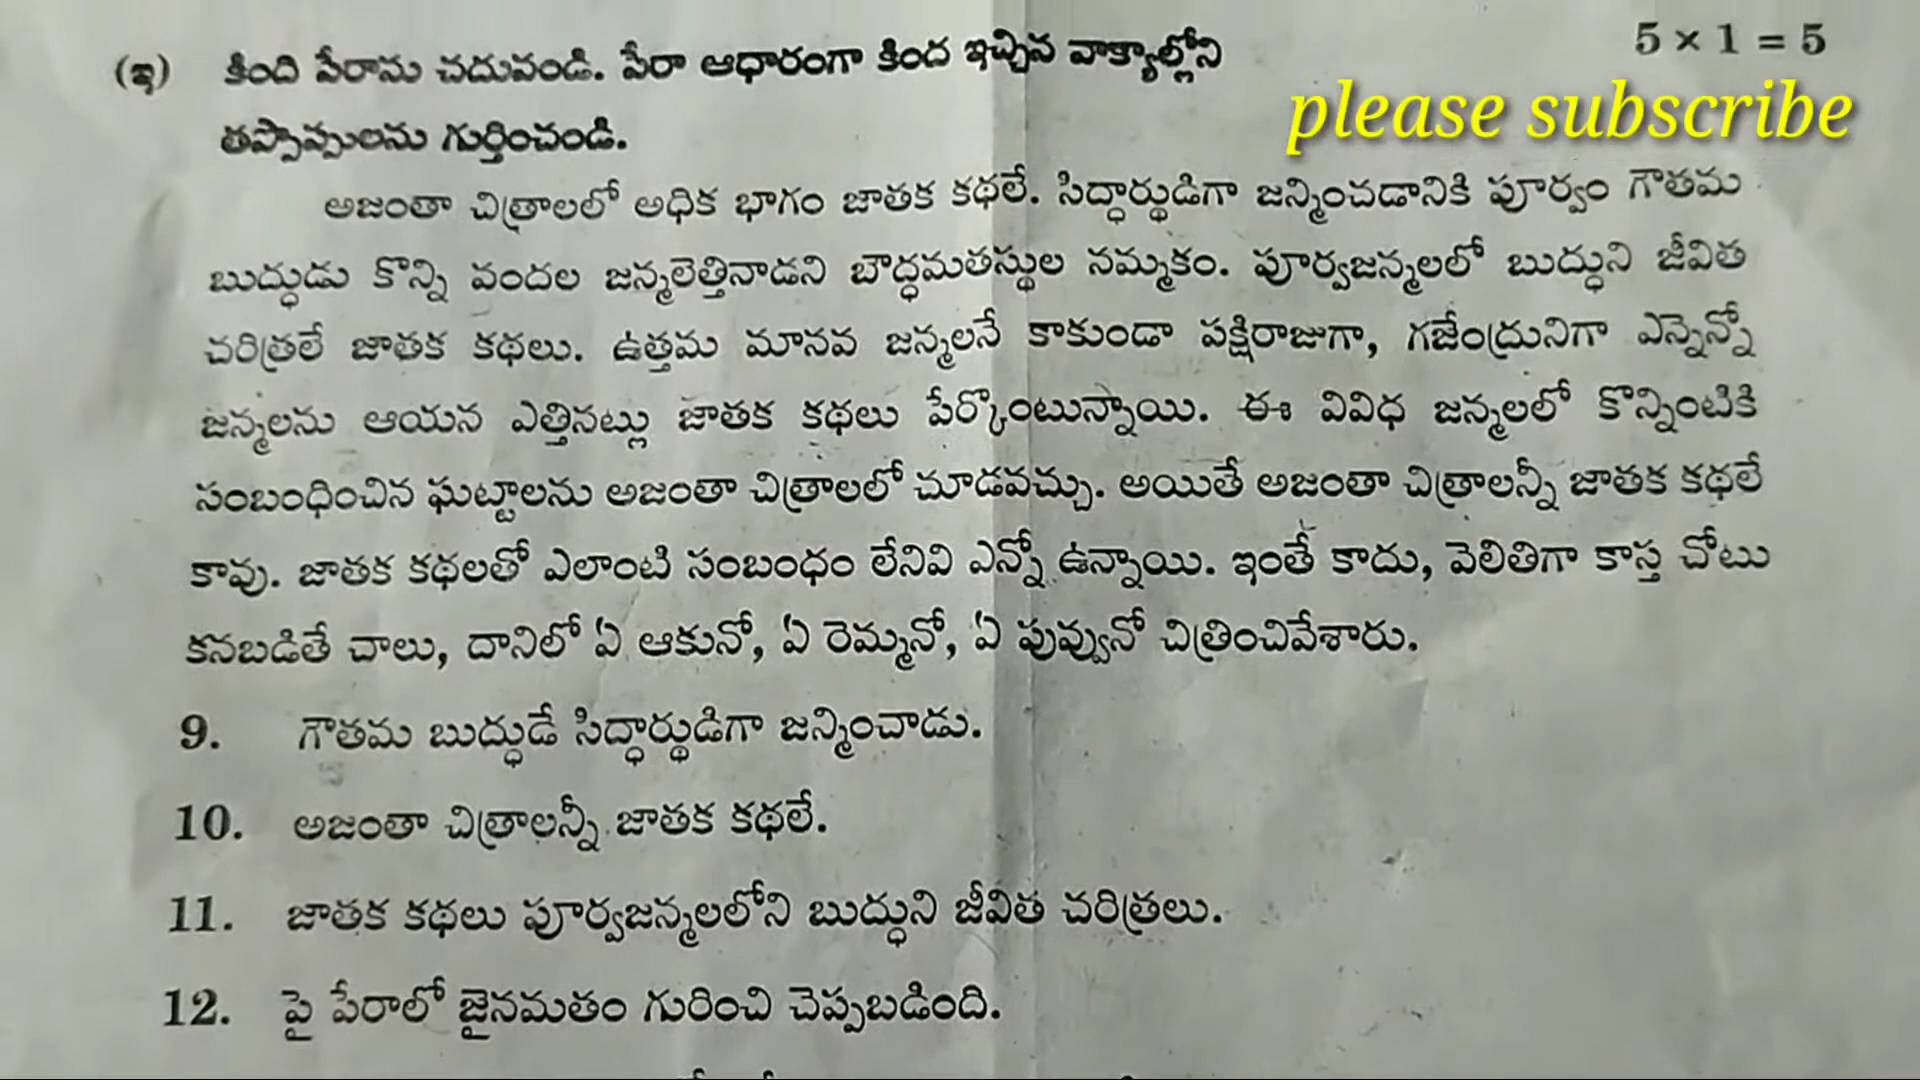 (ఇ) కింది పేరాను చదువండి. పేరా ఆధారంగా కింద ఇచ్చిన వాక్యాల్లోని 5 × 1 = 5
please subscribe
తప్పొప్పులను గుర్తించండి.
అజంతా చిత్రాలలో అధిక భాగం జాతక కథలే. సిద్ధార్థుడిగా జన్మించడానికి పూర్వం గౌతమ
బుద్ధుడు కొన్ని వందల జన్మలెత్తినాడని బౌద్ధమతస్థుల నమ్మకం. పూర్వజన్మలలో బుద్ధుని జీవిత
చరిత్రలే జాతక కథలు. ఉత్తమ మానవ జన్మలనే కాకుండా పక్షిరాజుగా, గజేంద్రునిగా ఎన్నెన్నో
జన్మలను ఆయన ఎత్తినట్లు జాతక కథలు పేర్కొంటున్నాయి. ఈ వివిధ జన్మలలో కొన్నింటికి
సంబంధించిన ఘట్టాలను అజంతా చిత్రాలలో చూడవచ్చు. అయితే అజంతా చిత్రాలన్నీ జాతక కథలే
కావు. జాతక కథలతో ఎలాంటి సంబంధం లేనివి ఎన్నో ఉన్నాయి. ఇంతే కాదు, వెలితిగా కాస్త చోటు
కనబడితే చాలు, దానిలో ఏ ఆకునో, ఏ రెమ్మనో, ఏ పువ్వునో చిత్రించివేశారు.
9. గౌతమ బుద్ధుడే సిద్ధార్థుడిగా జన్మించాడు.
10. అజంతా చిత్రాలన్నీ జాతక కథలే.
11. జాతక కథలు పూర్వజన్మలలోని బుద్ధుని జీవిత చరిత్రలు.
12. పై పేరాలో జైనమతం గురించి చెప్పబడింది.